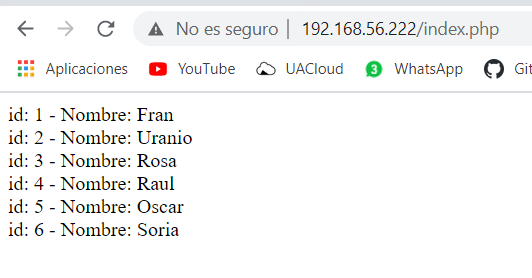 No es seguro | 192.168.56.222/index.php
Aplicaciones YouTube UACloud 3 WhatsApp Git
id: 1 - Nombre: Fran
id: 2 - Nombre: Uranio
id: 3 - Nombre: Rosa
id: 4 - Nombre: Raul
id: 5 - Nombre: Oscar
id: 6 - Nombre: Soria